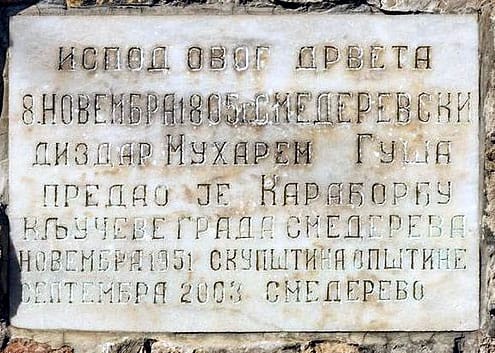 ИСПОД ОВОГ ДРВЕТА
8. НОВЕМБРА 1805 г. СМЕДЕРЕВСКИ
ДИЗДАР МУХАРЕМ ГУША
ПРЕДАО ЈЕ КАРАЂОРЂУ
КЉУЧЕВЕ ГРАДА СМЕДЕРЕВА
НОВЕМБРА 1951 СКУПШТИНА ОПШТИНЕ
СЕПТЕМБРА 2003 СМЕДЕРЕВО